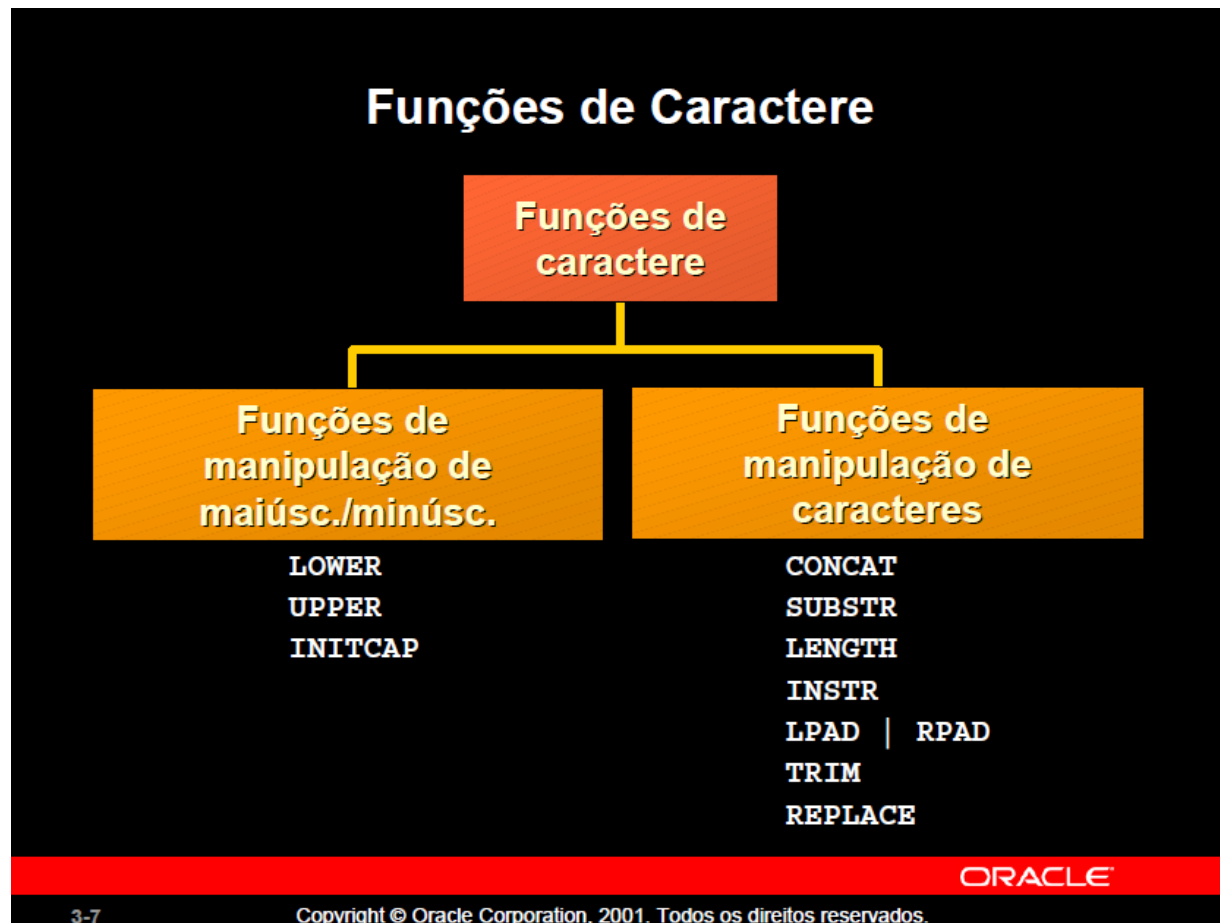 Funções de Caractere
Funções de
caractere
Funções de
manipulação de
maiúsc./minúsc.
LOWER
UPPER
INITCAP
Funções de
manipulação de
caracteres
CONCAT
SUBSTR
LENGTH
INSTR
LPAD | RPAD
TRIM
REPLACE
ORACLE
3-7 Copyright © Oracle Corporation, 2001. Todos os direitos reservados.